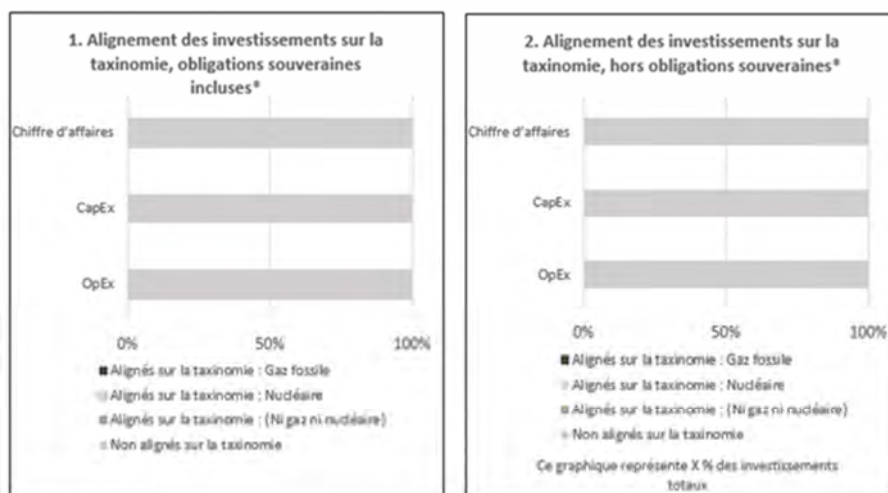 1. Alignement des investissements sur la
taxinomie, obligations souveraines
incluses*
Chiffre d'affaires
CapEx
OpEx
0% 50% 100%
Alignés sur la taxinomie : Gaz fossile
Alignés sur la taxinomie : Nucléaire
Alignés sur la taxinomie : (Ni gaz ni nucléaire)
Non alignés sur la taxinomie
2. Alignement des investissements sur la
taxinomie, hors obligations souveraines*
Chiffre d'affaires
CapEx
OpEx
0% 50% 100%
Alignés sur la taxinomie : Gaz fossile
Alignés sur la taxinomie : Nucléaire
Alignés sur la taxinomie : (Ni gaz ni nucléaire)
Non alignés sur la taxinomie
Ce graphique représente X % des investissements
totaux